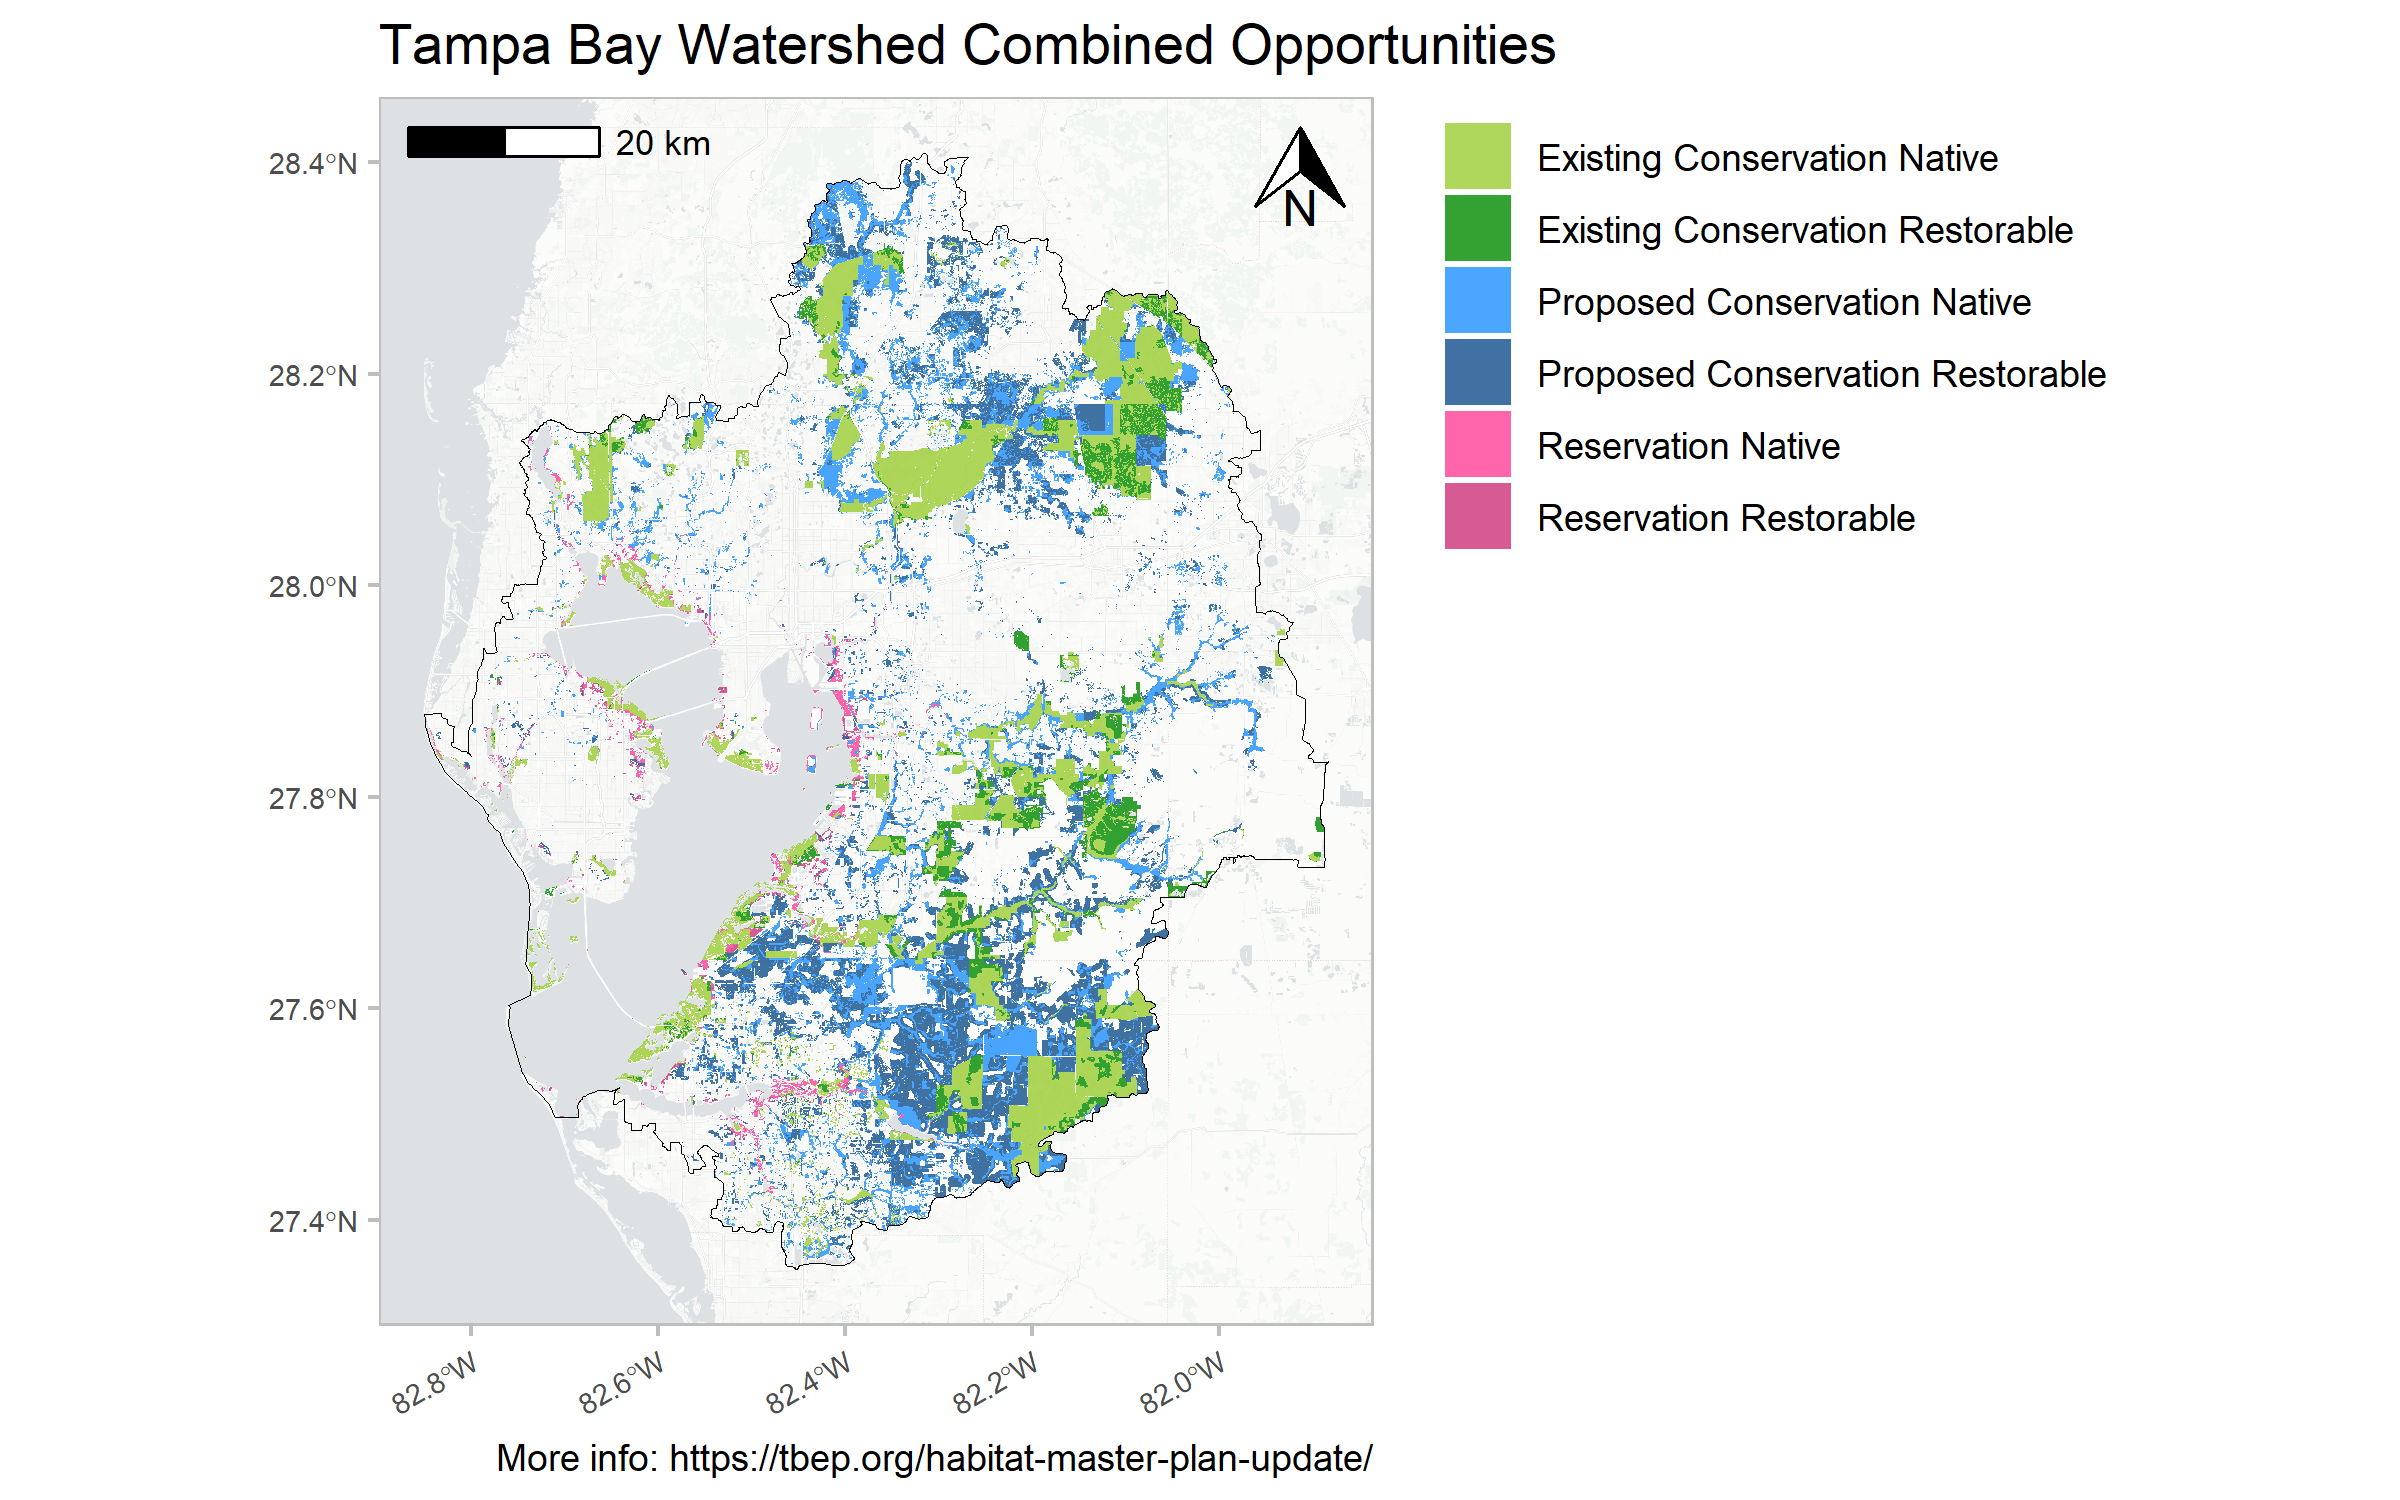 Tampa Bay Watershed Combined Opportunities
20 km
N
28.4°N
28.2°N
28.0°N
27.8°N
27.6°N
27.4°N
82.8°W
82.6°W
82.4°W
82.2°W
82.0°W
Existing Conservation Native
Existing Conservation Restorable
Proposed Conservation Native
Proposed Conservation Restorable
Reservation Native
Reservation Restorable
More info: https://tbep.org/habitat-master-plan-update/